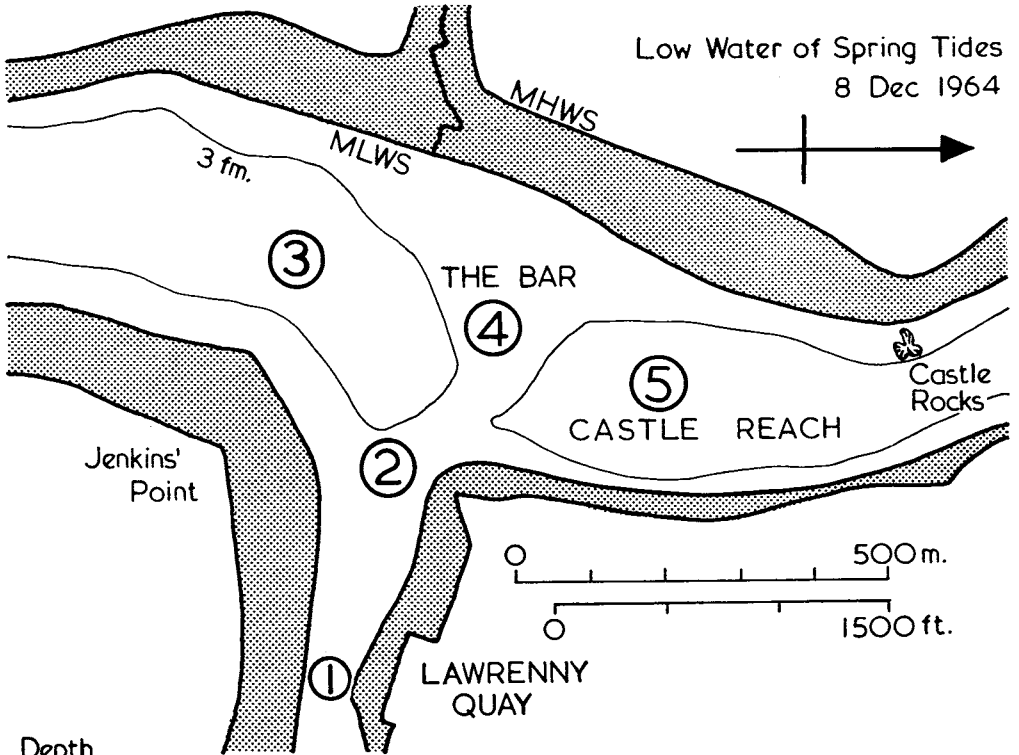 Low Water of Spring Tides
8 Dec 1964
MHWS
MLWS
3 fm.
3
THE BAR
4
5
CASTLE REACH
Castle
Rocks
Jenkins'
Point
2
0 500 m.
0 1500 ft.
1
LAWRENNY
QUAY
Depth